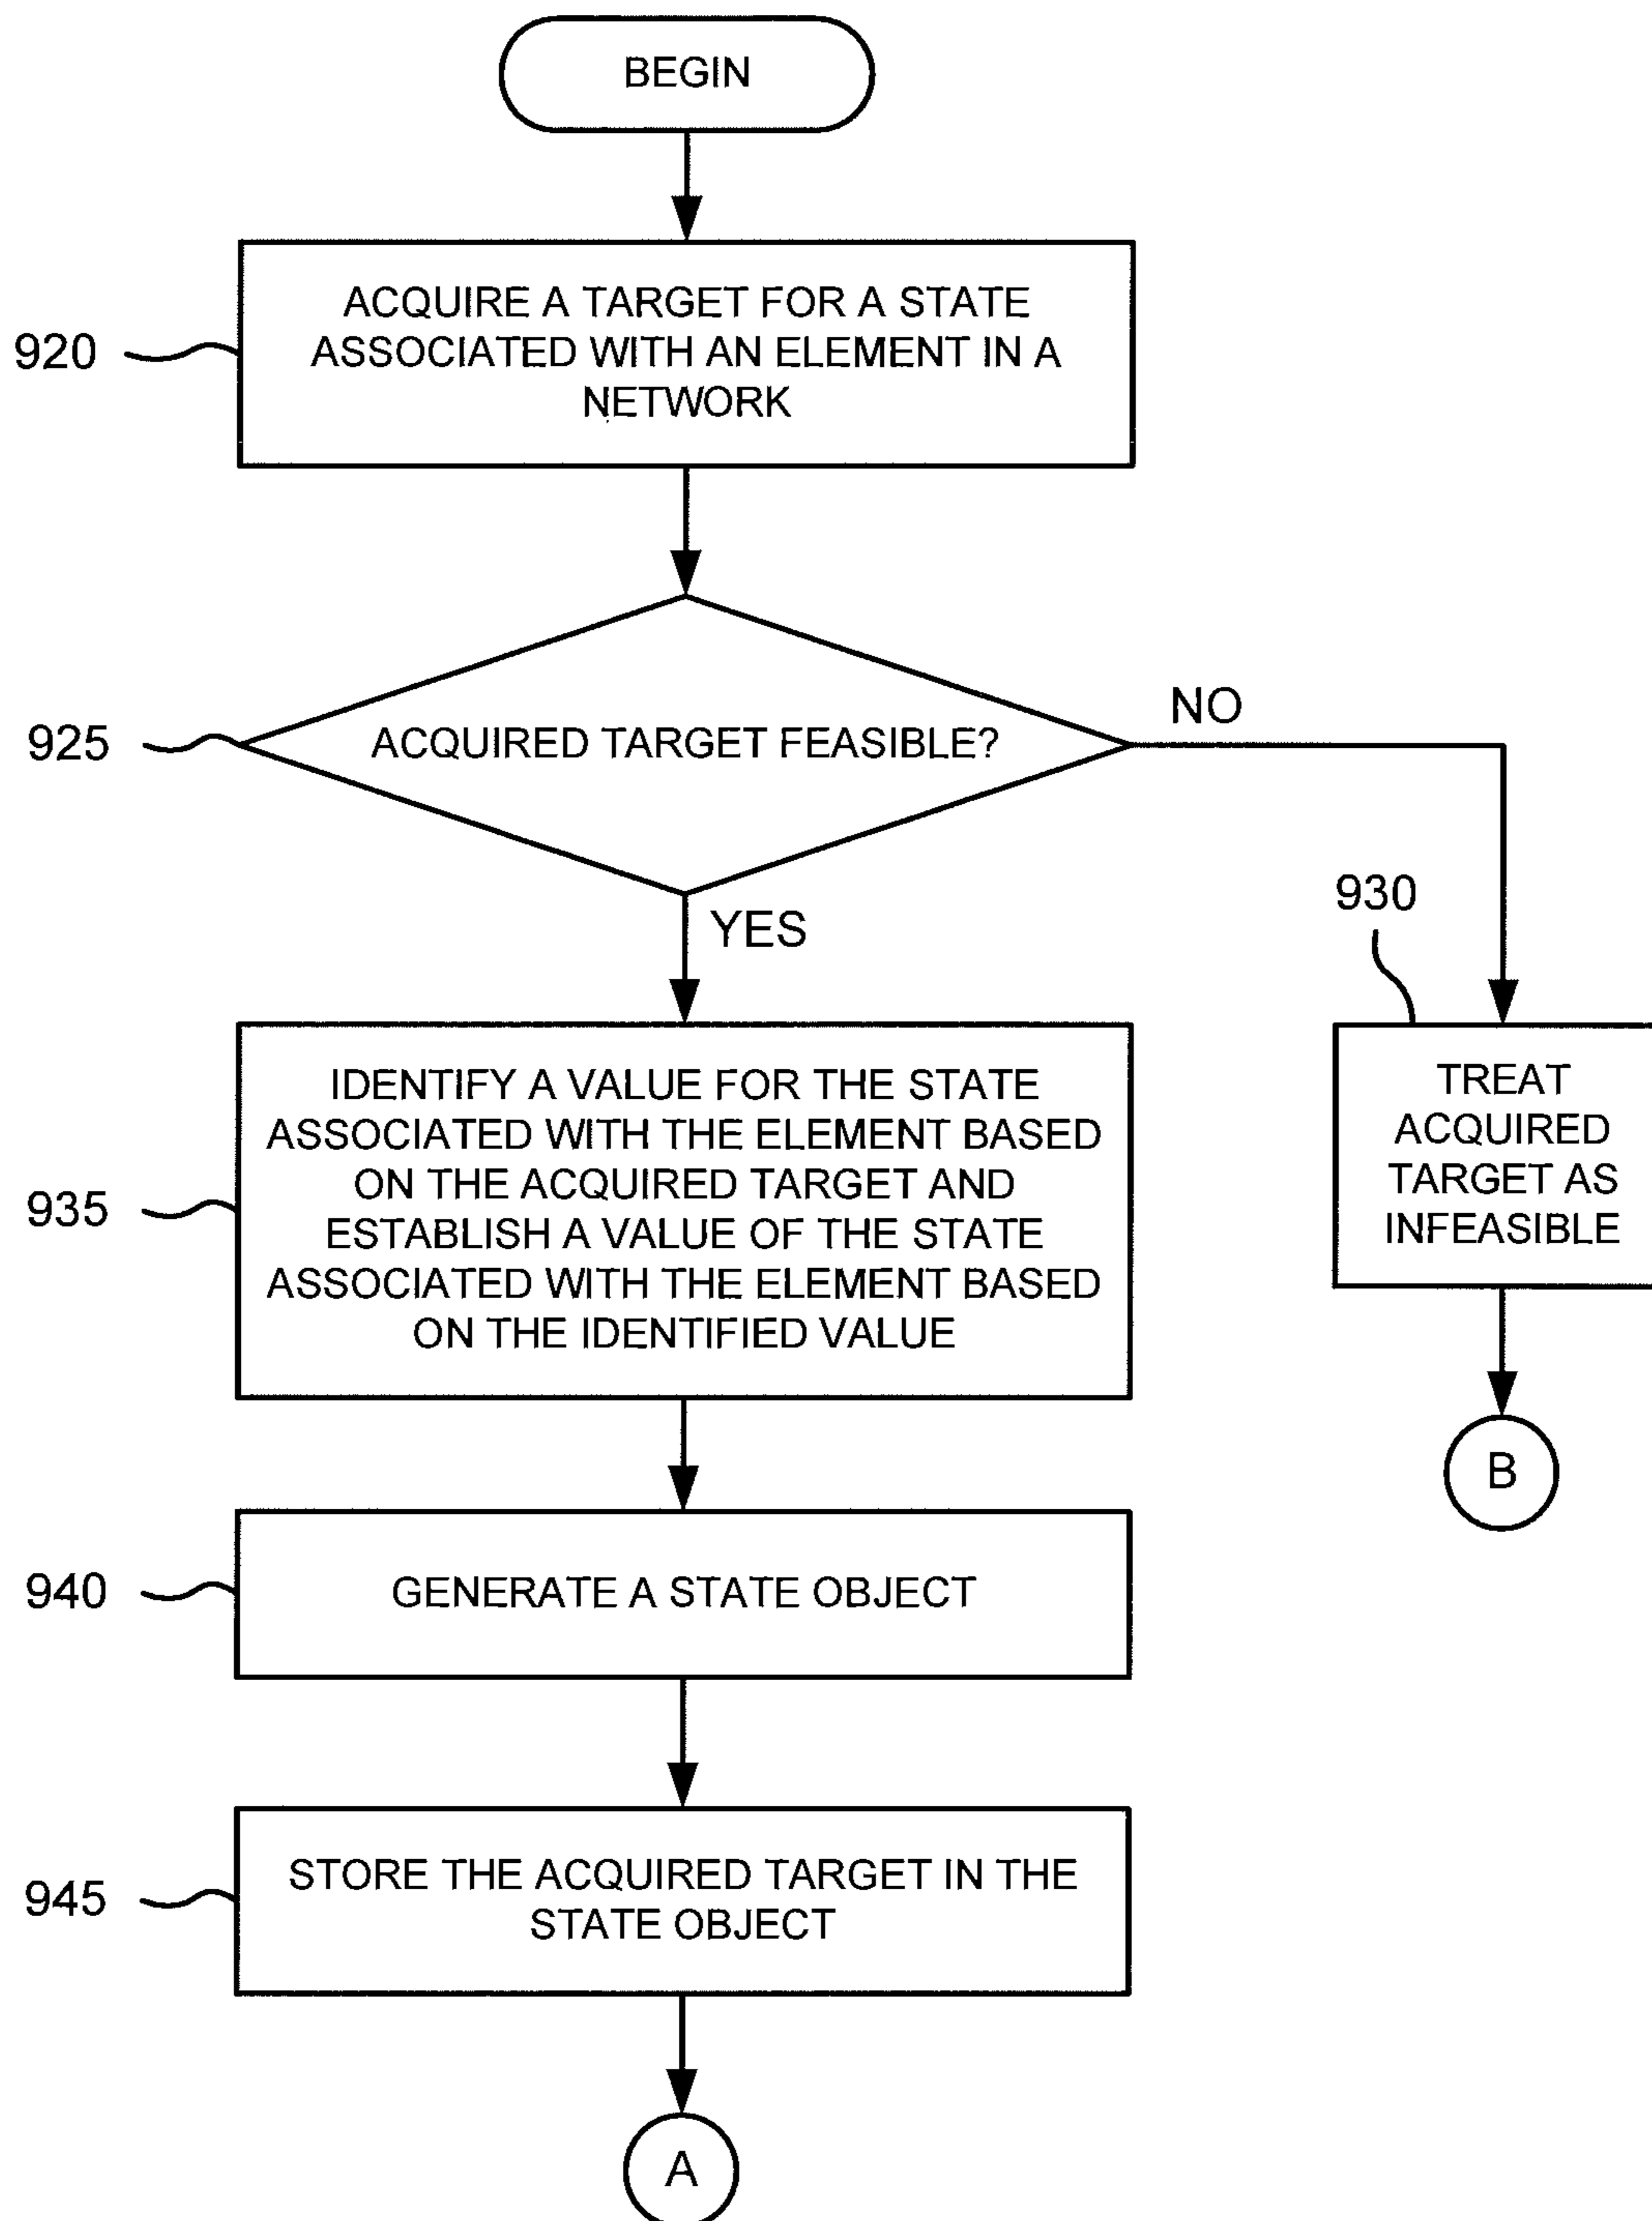 BEGIN
920
ACQUIRE A TARGET FOR A STATE
ASSOCIATED WITH AN ELEMENT IN A
NETWORK
925
ACQUIRED TARGET FEASIBLE?
NO
YES
930
TREAT
ACQUIRED
TARGET AS
INFEASIBLE
B
935
IDENTIFY A VALUE FOR THE STATE
ASSOCIATED WITH THE ELEMENT BASED
ON THE ACQUIRED TARGET AND
ESTABLISH A VALUE OF THE STATE
ASSOCIATED WITH THE ELEMENT BASED
ON THE IDENTIFIED VALUE
940
GENERATE A STATE OBJECT
945
STORE THE ACQUIRED TARGET IN THE
STATE OBJECT
A